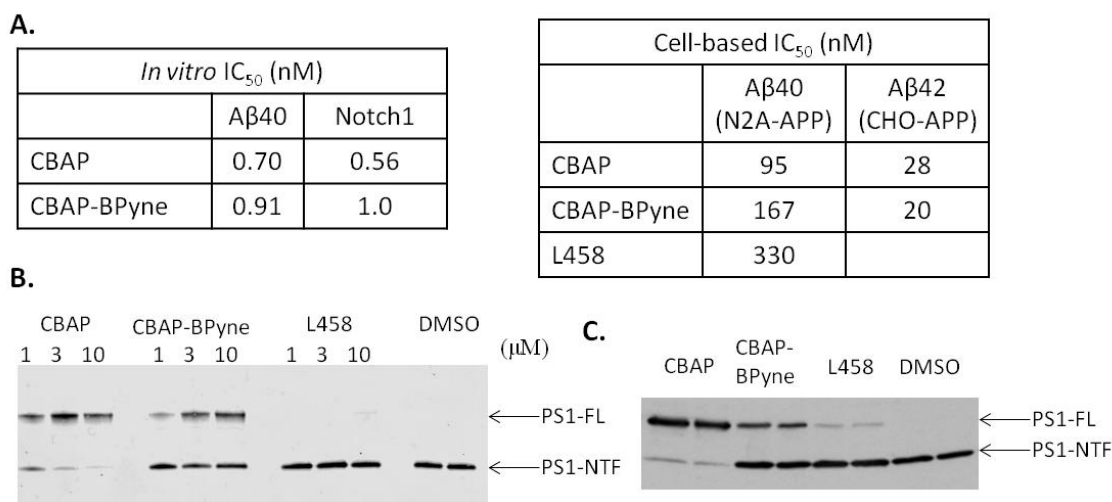 A.
In vitro IC50 (nM)
Aβ40 Notch1
CBAP 0.70 0.56
CBAP-BPyne 0.91 1.0
Cell-based IC50 (nM)
Aβ40 Aβ42
(N2A-APP) (CHO-APP)
CBAP 95 28
CBAP-BPyne 167 20
L458 330
B.
CBAP CBAP-BPyne L458 DMSO
1 3 10 1 3 10 1 3 10 (μM)
PS1-FL
PS1-NTF
C.
CBAP CBAP-
BPyne L458 DMSO
PS1-FL
PS1-NTF